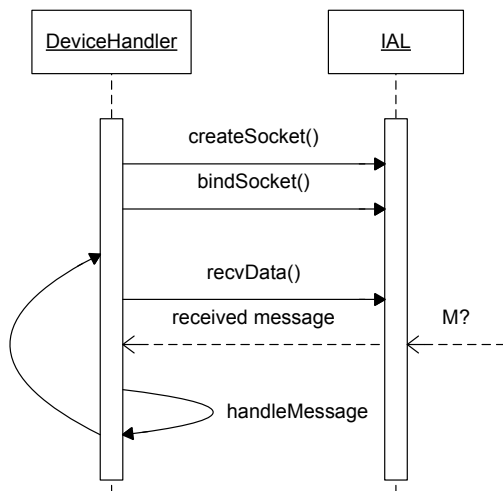 DeviceHandler
IAL
createSocket()
bindSocket()
recvData()
received message
M?
handleMessage